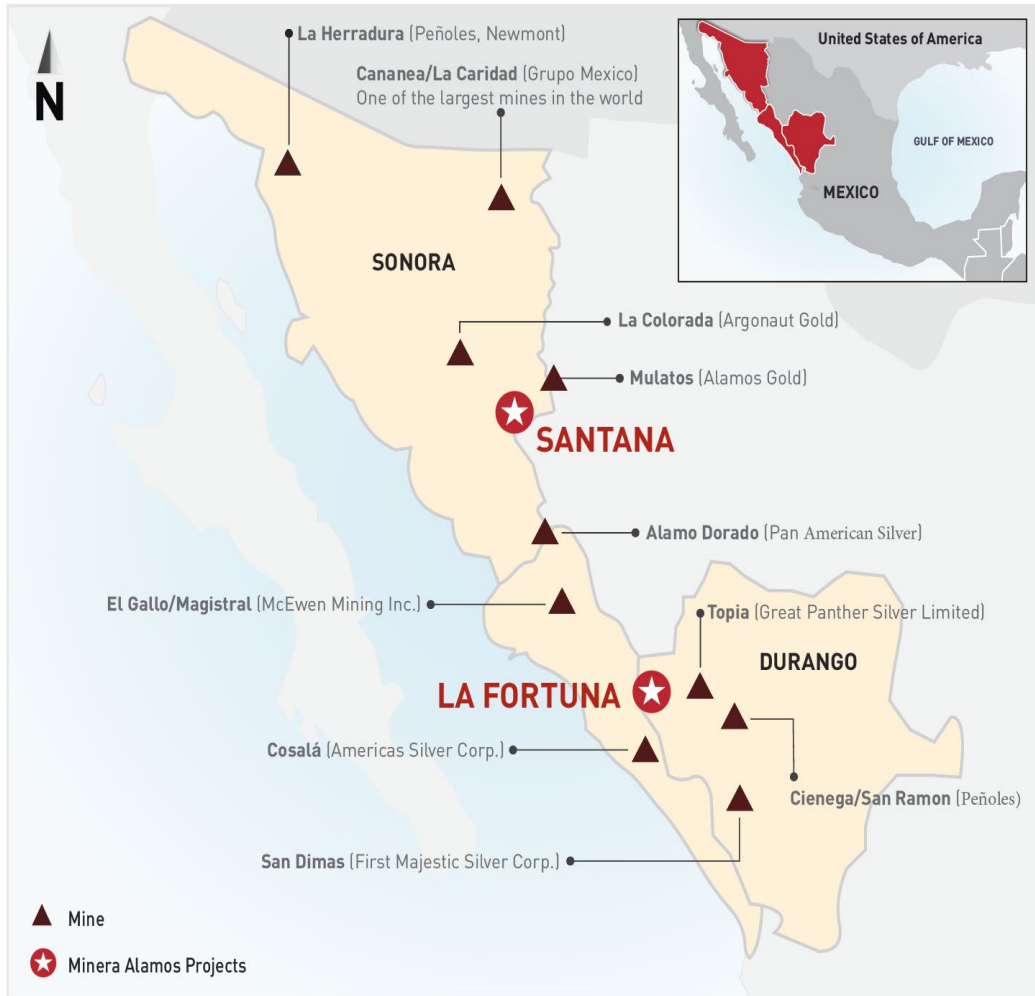 La Herradura (Peñoles, Newmont)
Cananea/La Caridad (Grupo Mexico)
One of the largest mines in the world
N
United States of America
GULF OF MEXICO
MEXICO
SONORA
La Colorada (Argonaut Gold)
Mulatos (Alamos Gold)
SANTANA
Alamo Dorado (Pan American Silver)
El Gallo/Magistral (McEwen Mining Inc.)
Topia (Great Panther Silver Limited)
DURANGO
LA FORTUNA
Cosalá (Americas Silver Corp.)
Cienega/San Ramon (Peñoles)
San Dimas (First Majestic Silver Corp.)
Mine
Minera Alamos Projects